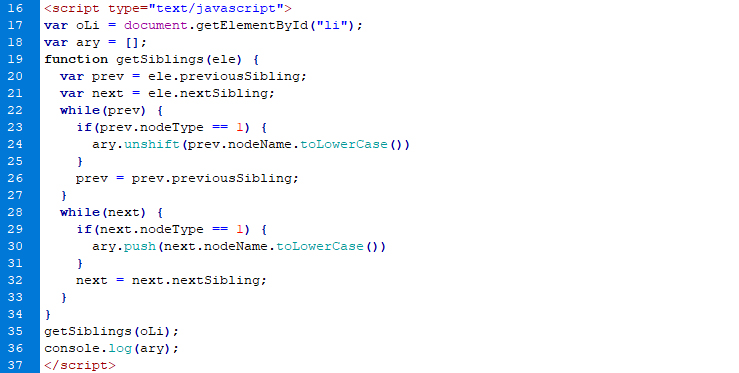 16 <script type="text/javascript">
17 var oLi = document.getElementById("li");
18 var ary = [];
19 function getSiblings(ele) {
20   var prev = ele.previousSibling;
21   var next = ele.nextSibling;
22   while(prev) {
23     if(prev.nodeType == 1) {
24       ary.unshift(prev.nodeName.toLowerCase())
25     }
26     prev = prev.previousSibling;
27   }
28   while(next) {
29     if(next.nodeType == 1) {
30       ary.push(next.nodeName.toLowerCase())
31     }
32     next = next.nextSibling;
33   }
34 }
35 getSiblings(oLi);
36 console.log(ary);
37 </script>